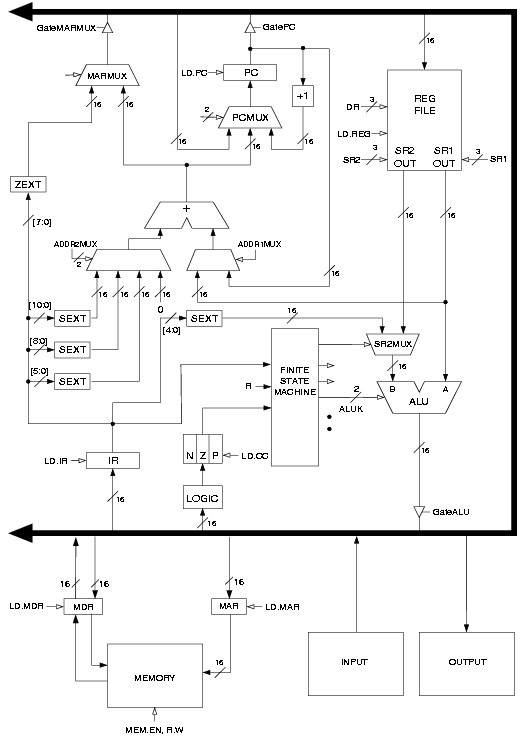 GateMARMUX
GatePC
16
MARMUX
LD.PC
PC
+1
REG
FILE
DR
3
LD.REG
SR2
3
SR2
OUT
SR1
OUT
3
SR1
16
16
16
2
PCMUX
16
16
ZEXT
[7:0]
+
16
16
ADDR2MUX
2
ADDR1MUX
16
16
16
16
16
16
0
[10:0]
SEXT
[4:0]
SEXT
16
[8:0]
SEXT
[5:0]
SEXT
FINITE
STATE
MACHINE
R
SR2MUX
16
2
ALUK
B
A
ALU
N Z P
LD.CC
LD.IR
IR
16
LOGIC
16
16
GateALU
16
16
16
LD.MDR
MDR
MAR
LD.MAR
16
MEMORY
INPUT
OUTPUT
MEM.EN, R.W